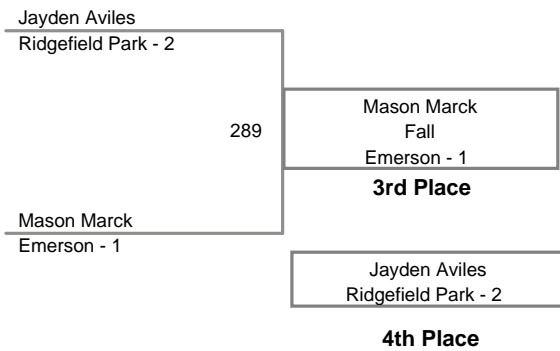 Jayden Aviles
Ridgefield Park - 2
289
Mason Marck
Fall
Emerson - 1
3rd Place
Mason Marck
Emerson - 1
Jayden Aviles
Ridgefield Park - 2
4th Place